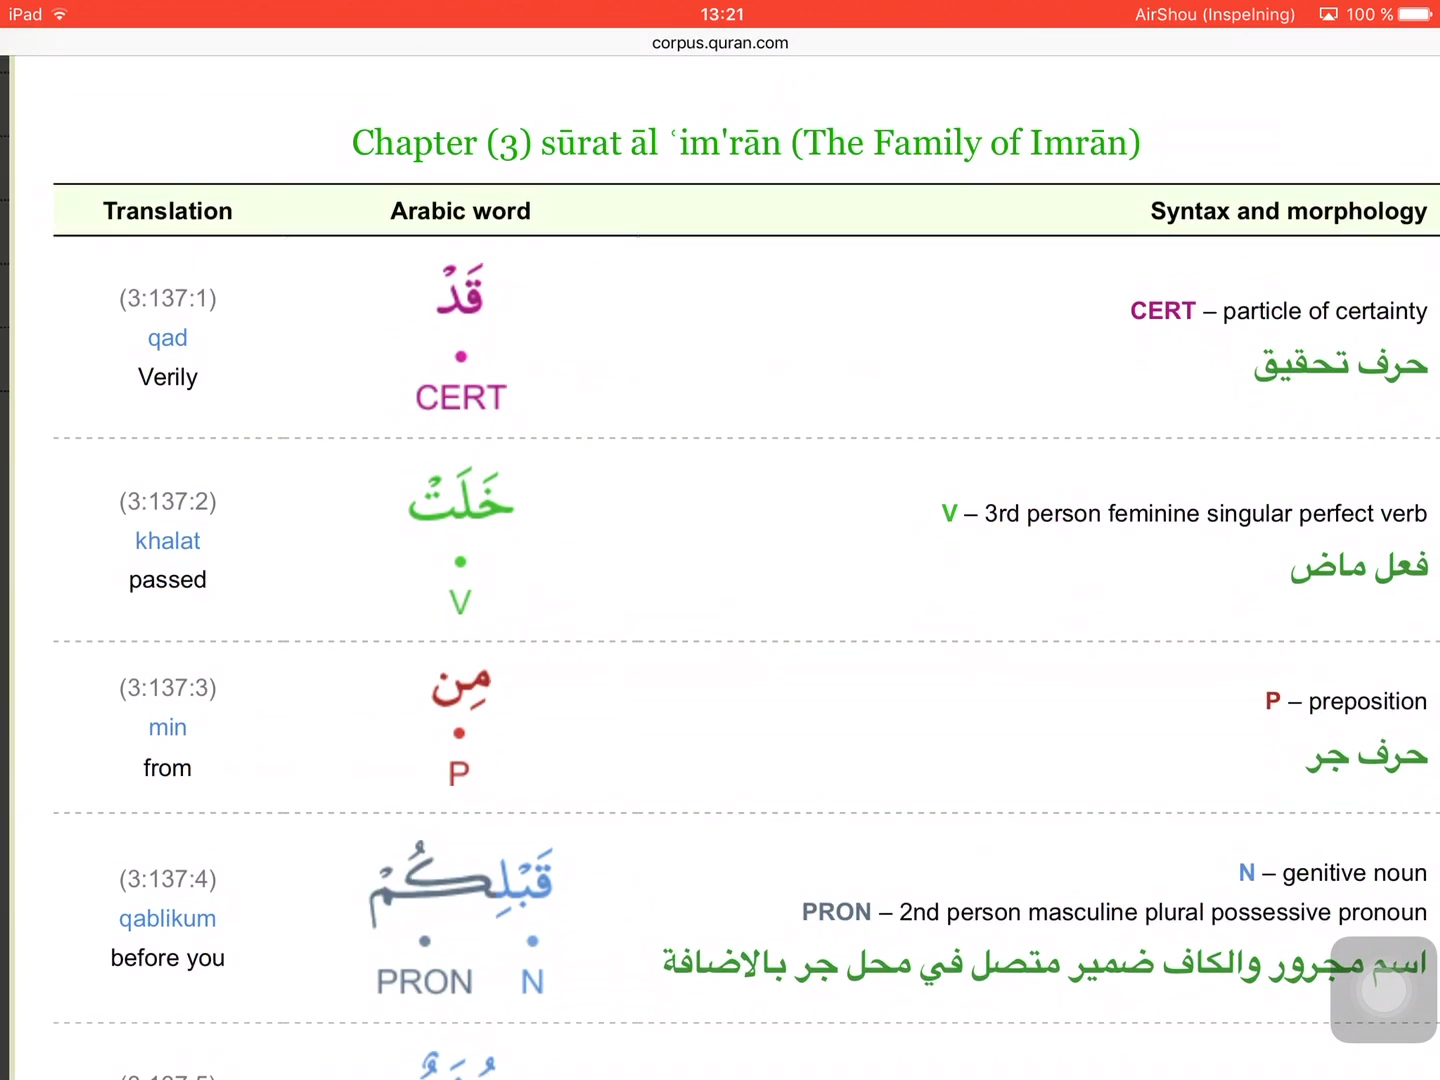 iPad 13:21 AirShou (Inspelning) 100 %
corpus.quran.com
Chapter (3) sūrat āl ʿim'rān (The Family of Imrān)
Translation Arabic word Syntax and morphology
(3:137:1)
qad
Verily
قَدْ
CERT
CERT – particle of certainty
حرف تحقيق
(3:137:2)
khalat
passed
خَلَتْ
V
V – 3rd person feminine singular perfect verb
فعل ماض
(3:137:3)
min
from
مِن
P
P – preposition
حرف جر
(3:137:4)
qablikum
before you
قَبْلِكُمْ
PRON N
N – genitive noun
PRON – 2nd person masculine plural possessive pronoun
اسم مجرور والكاف ضمير متصل في محل جر بالاضافة